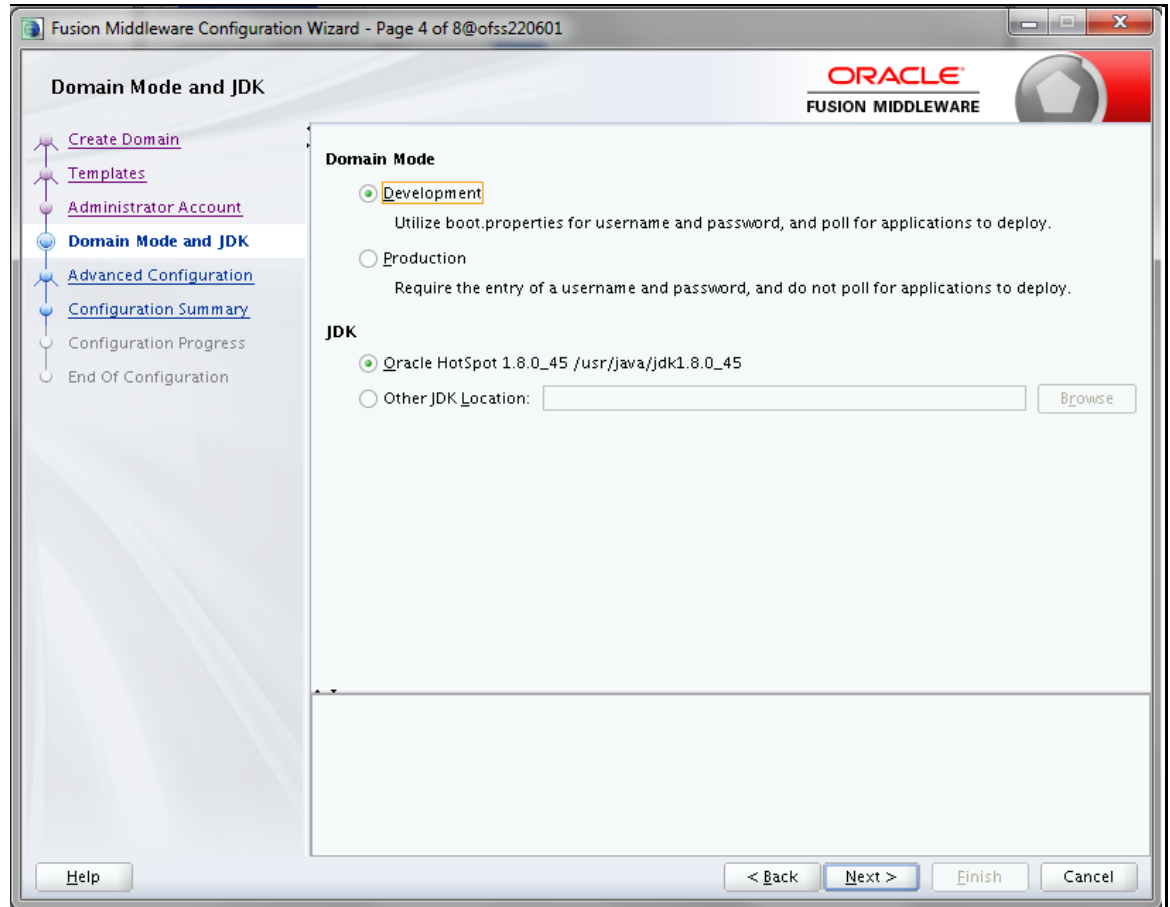 Fusion Middleware Configuration Wizard - Page 4 of 8@ofss220601
Domain Mode and JDK
ORACLE
FUSION MIDDLEWARE
Create Domain
Templates
Administrator Account
Domain Mode and JDK
Advanced Configuration
Configuration Summary
Configuration Progress
End Of Configuration
Domain Mode
Development
Utilize boot.properties for username and password, and poll for applications to deploy.
Production
Require the entry of a username and password, and do not poll for applications to deploy.
JDK
Oracle HotSpot 1.8.0_45 /usr/java/jdk1.8.0_45
Other JDK Location:
Browse
Help
< Back
Next >
Finish
Cancel